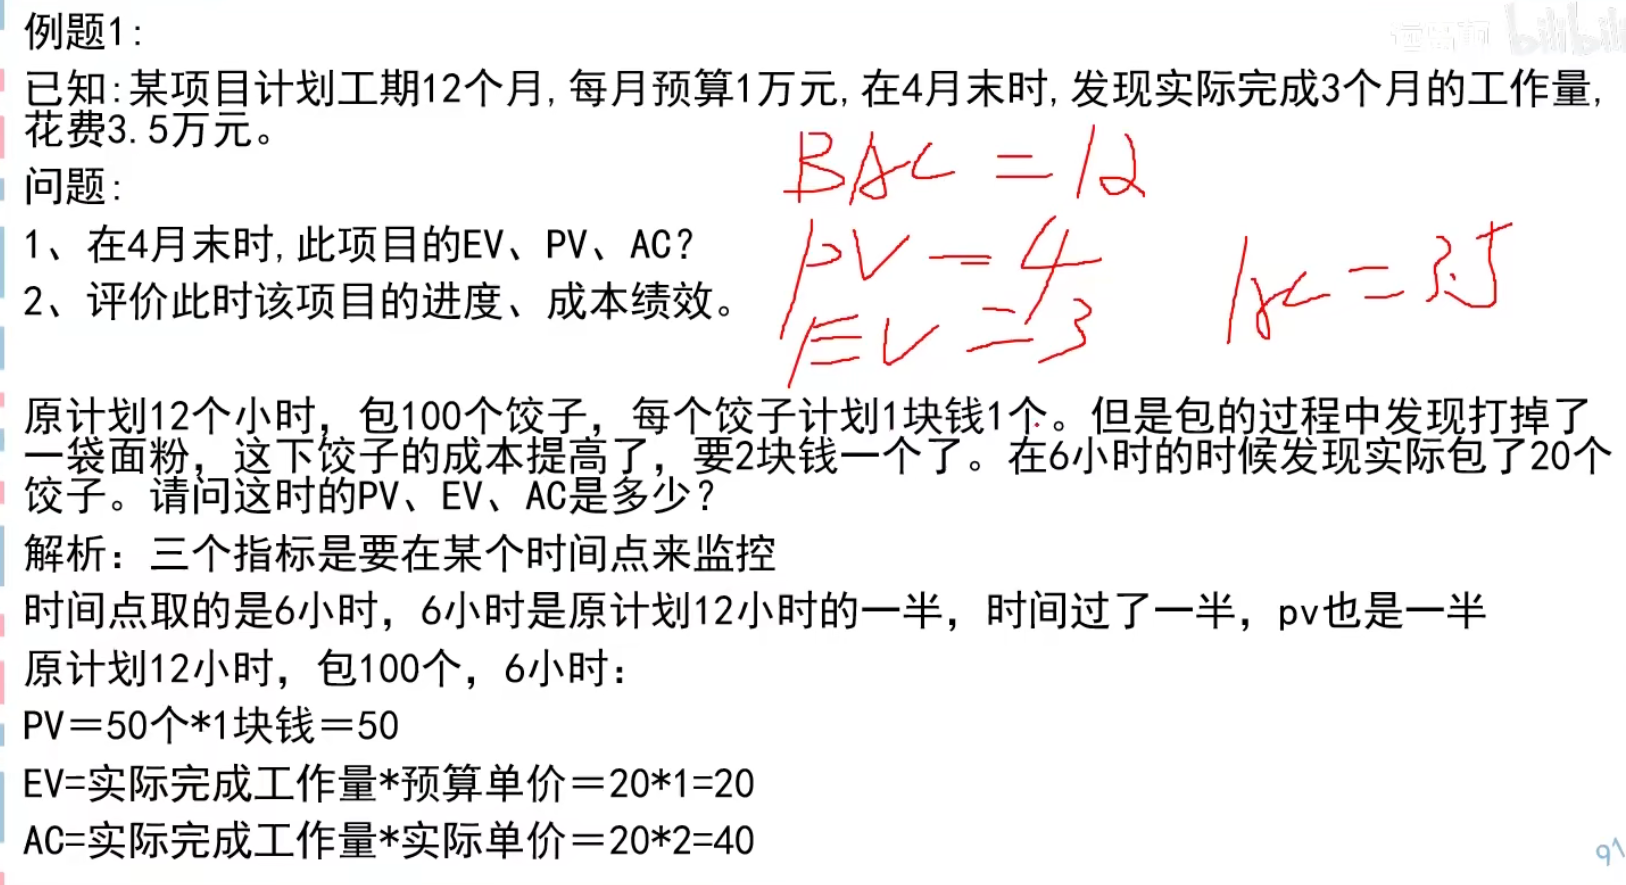 例题1:
已知:某项目计划工期12个月,每月预算1万元,在4月末时,发现实际完成3个月的工作量,
花费3.5万元。
BAC = 12
问题:
1、在4月末时,此项目的EV、PV、AC?
PV = 4
AC = 3.5
2、评价此时该项目的进度、成本绩效。
EV = 3
原计划12个小时，包100个饺子，每个饺子计划1块钱1个。但是包的过程中发现打掉了
一袋面粉，这下饺子的成本提高了，要2块钱一个了。在6小时的时候发现实际包了20个
饺子。请问这时的PV、EV、AC是多少？
解析：三个指标是要在某个时间点来监控
时间点取的是6小时，6小时是原计划12小时的一半，时间过了一半，pv也是一半
原计划12小时，包100个，6小时：
PV＝50个*1块钱＝50
EV=实际完成工作量*预算单价＝20*1=20
AC=实际完成工作量*实际单价＝20*2=40
91
bilibili